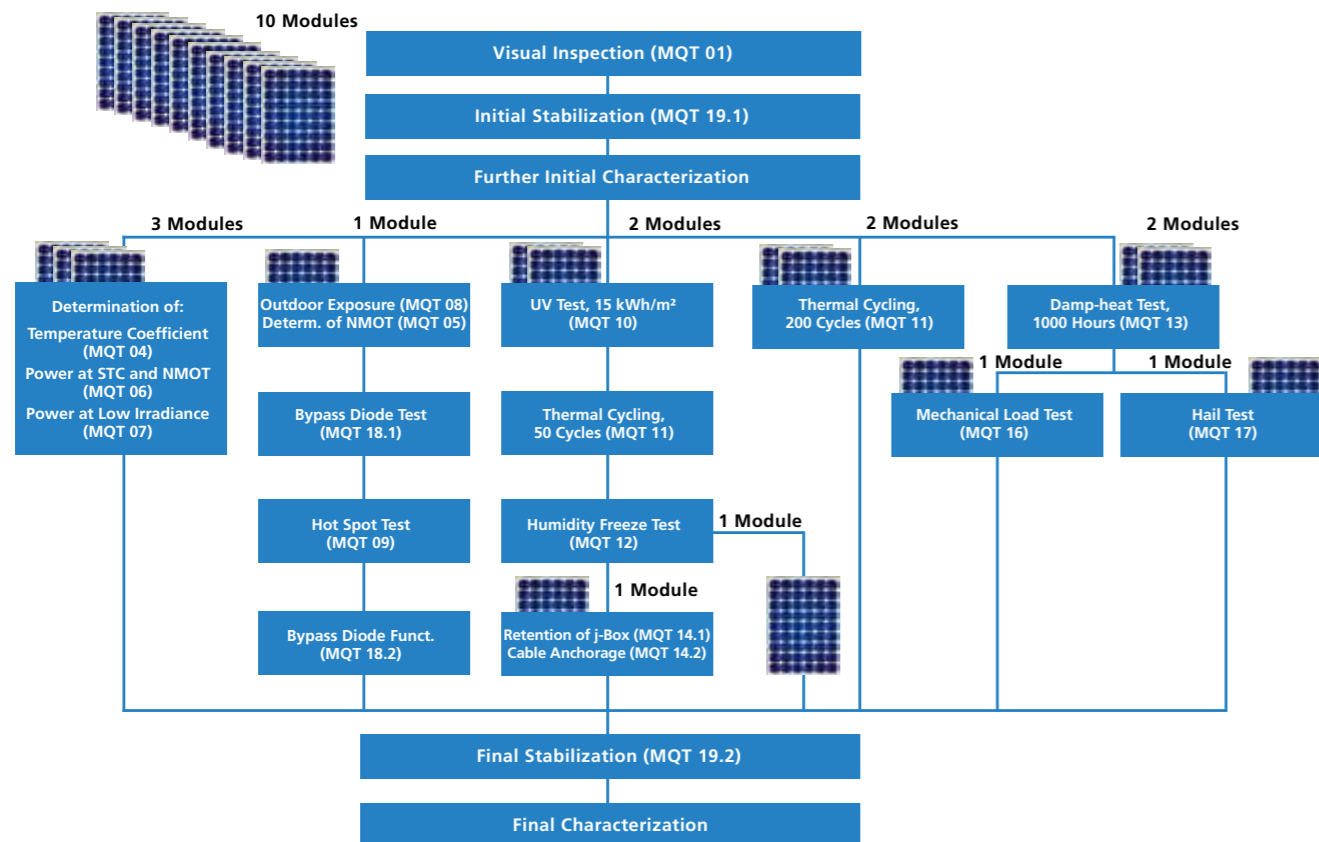 10 Modules
Visual Inspection (MQT 01)
Initial Stabilization (MQT 19.1)
Further Initial Characterization
3 Modules
1 Module
2 Modules
2 Modules
2 Modules
Determination of:
Temperature Coefficient
(MQT 04)
Power at STC and NMOT
(MQT 06)
Power at Low Irradiance
(MQT 07)
Outdoor Exposure (MQT 08)
Determ. of NMOT (MQT 05)
UV Test, 15 kWh/m²
(MQT 10)
Thermal Cycling,
200 Cycles (MQT 11)
Damp-heat Test,
1000 Hours (MQT 13)
1 Module
1 Module
Bypass Diode Test
(MQT 18.1)
Thermal Cycling,
50 Cycles (MQT 11)
Mechanical Load Test
(MQT 16)
Hail Test
(MQT 17)
Hot Spot Test
(MQT 09)
Humidity Freeze Test
(MQT 12)
1 Module
1 Module
Bypass Diode Funct.
(MQT 18.2)
Retention of j-Box (MQT 14.1)
Cable Anchorage (MQT 14.2)
Final Stabilization (MQT 19.2)
Final Characterization